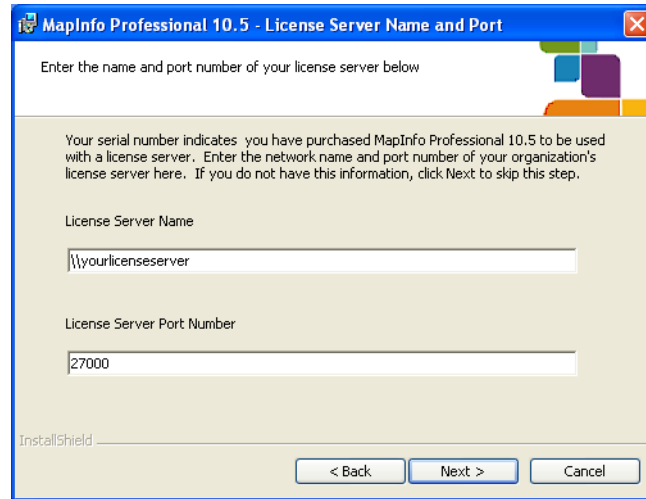 MapInfo Professional 10.5 - License Server Name and Port
Enter the name and port number of your license server below
Your serial number indicates you have purchased MapInfo Professional 10.5 to be used
with a license server. Enter the network name and port number of your organization's
license server here. If you do not have this information, click Next to skip this step.
License Server Name
\\yourlicenseserver
License Server Port Number
27000
InstallShield
< Back Next > Cancel